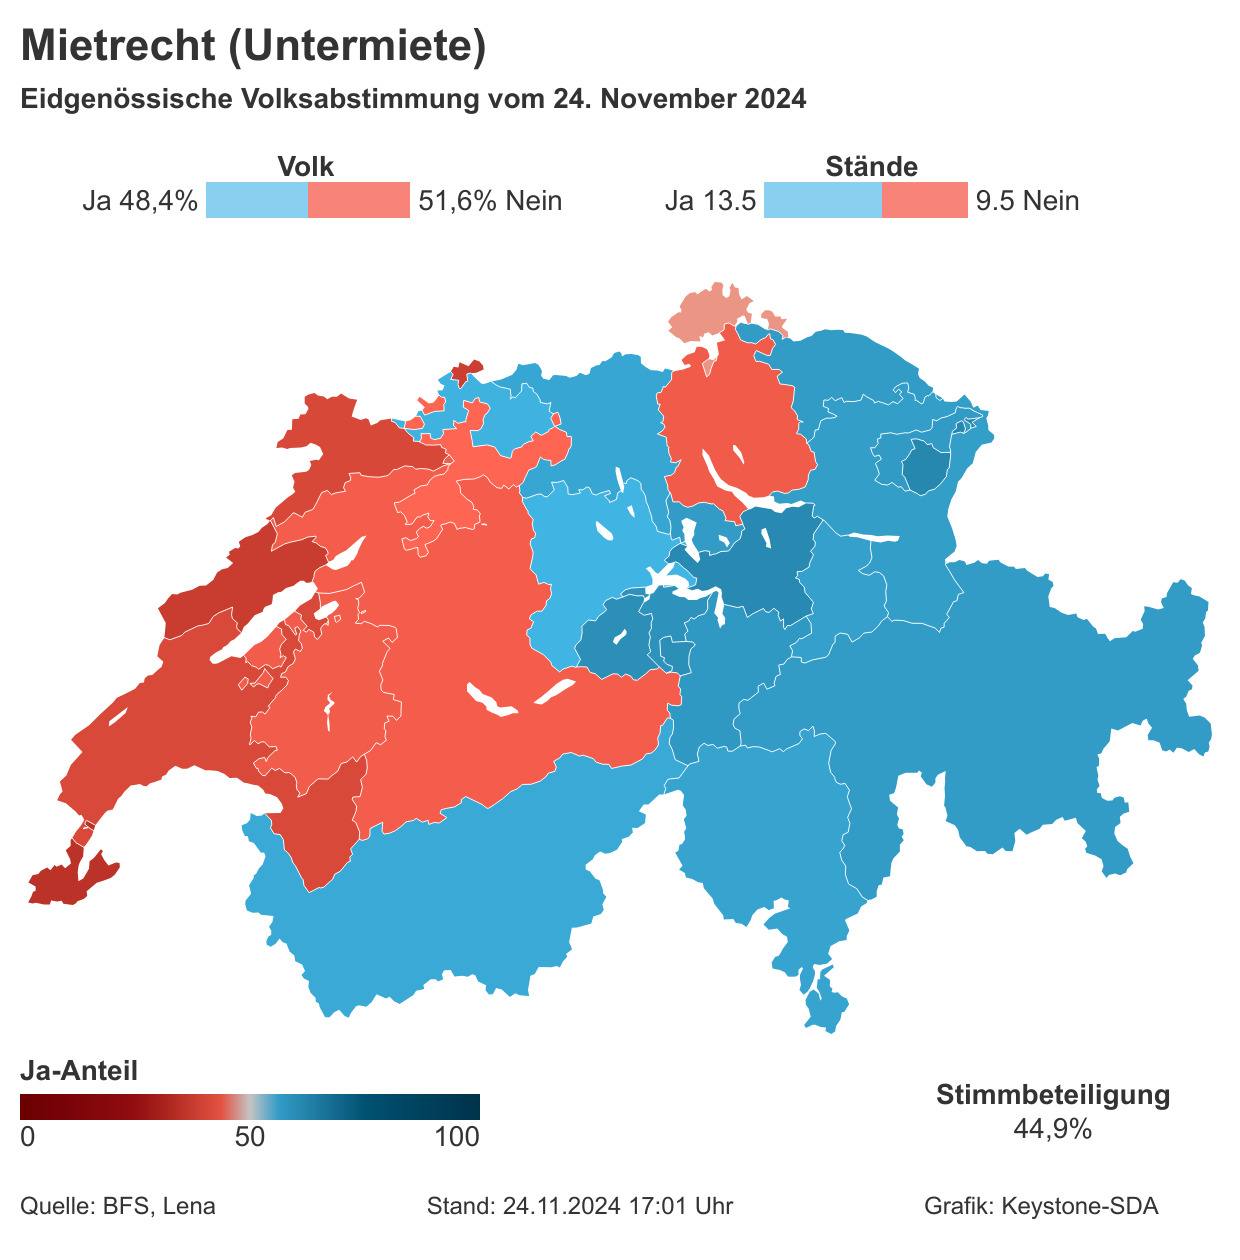 Mietrecht (Untermiete)
Eidgenössische Volksabstimmung vom 24. November 2024
Volk
Ja 48,4% 51,6% Nein
Stände
Ja 13.5 9.5 Nein
Ja-Anteil
0 50 100
Stimmbeteiligung
44,9%
Quelle: BFS, Lena Stand: 24.11.2024 17:01 Uhr Grafik: Keystone-SDA